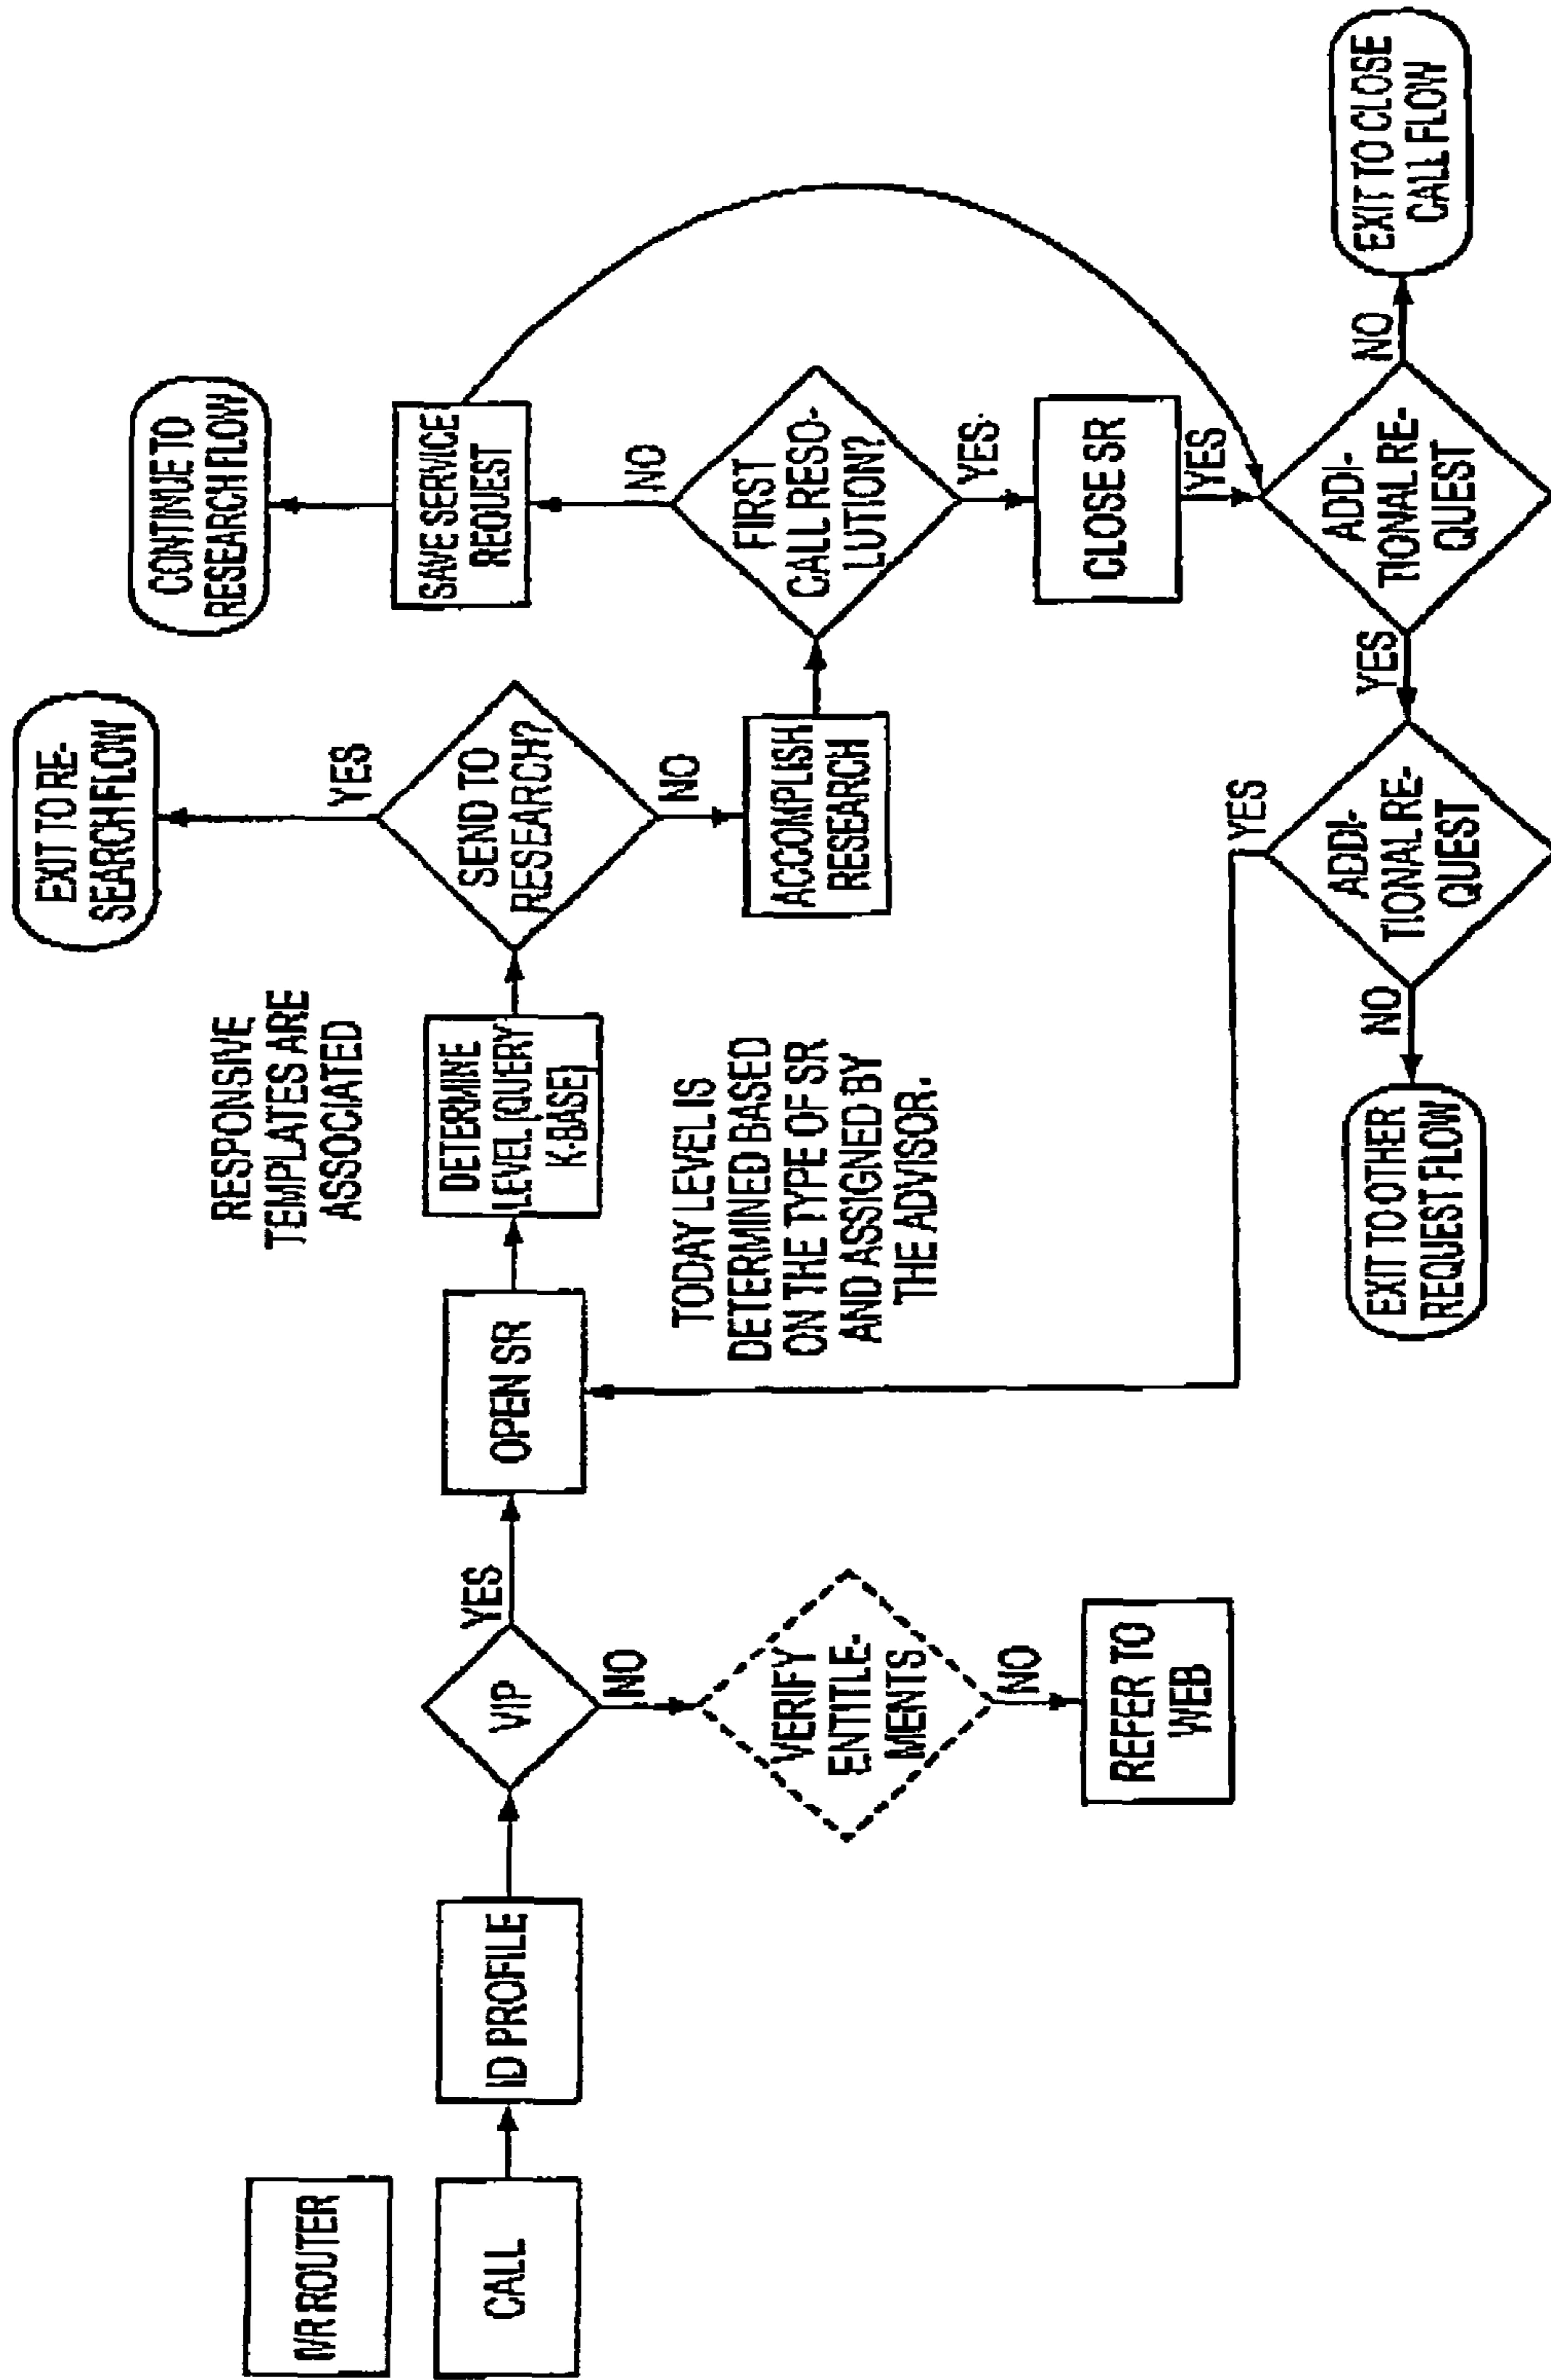 IVR ROUTER
CALL
ID PROFILE
VIP
YES
NO
VERIFY
ENTITLE-
MENTS
NO
REFER TO
WEB
OPEN SR
RESPONSIVE
TEMPLATES ARE
ASSOCIATED
DETERMINE
LEVEL (QUERY
K-BASE)
TODAY LEVEL IS
DETERMINED BASED
ON THE TYPE OF SR
AND ASSIGNED BY
THE ADVISOR.
SEND TO
RESEARCH?
YES
EXIT TO RE-
SEARCH FLOW
NO
ACCOMPLISH
RESEARCH
FIRST
CALL RESO-
LUTION?
NO
SAVE SERVICE
REQUEST
CONTINUE TO
RESEARCH FLOW
YES
CLOSE SR
YES
ADDI-
TIONAL RE-
QUEST
NO
EXIT TO CLOSE
CALL FLOW
YES
ADDI-
TIONAL RE-
QUEST
YES
NO
EXIT TO OTHER
REQUEST FLOW